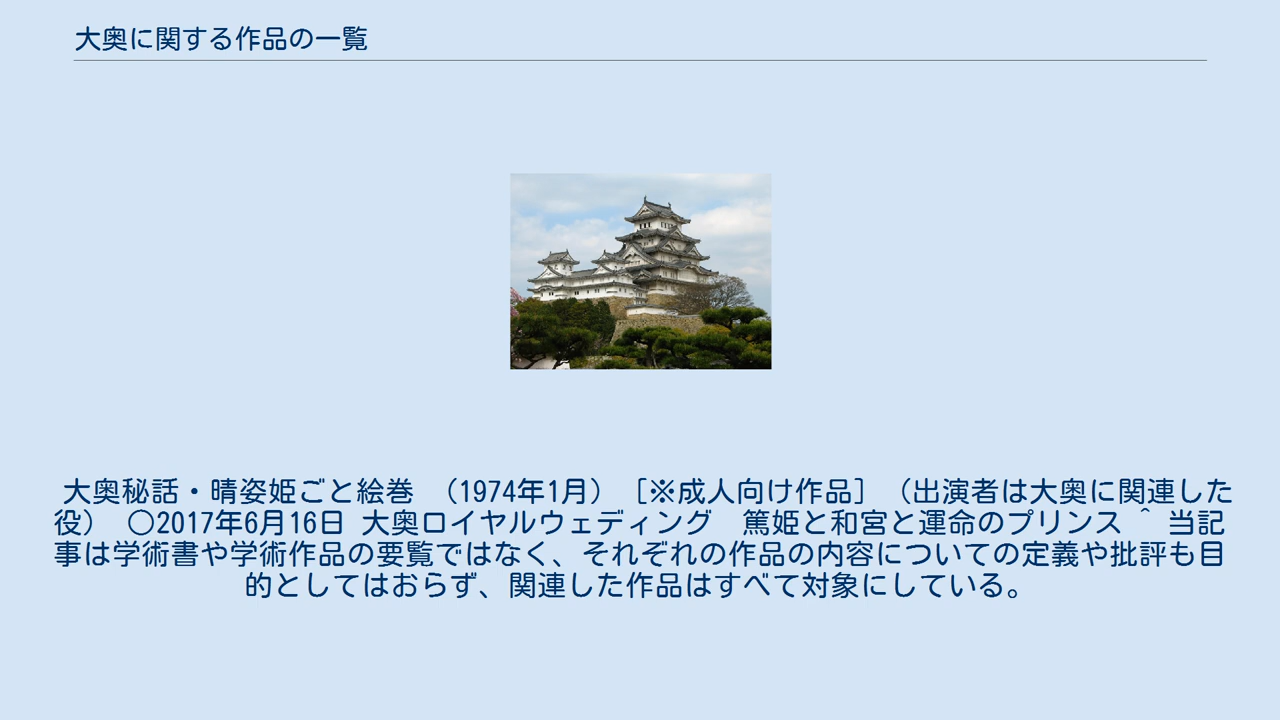 大奥に関する作品の一覧
大奥秘話・晴姿姫ごと絵巻　（1974年1月）［※成人向け作品］（出演者は大奥に関連した
役）　○2017年6月16日 大奥ロイヤルウェディング　篤姫と和宮と運命のプリンス ^ 当記
事は学術書や学術作品の要覧ではなく、それぞれの作品の内容についての定義や批評も目
的としてはおらず、関連した作品はすべて対象にしている。